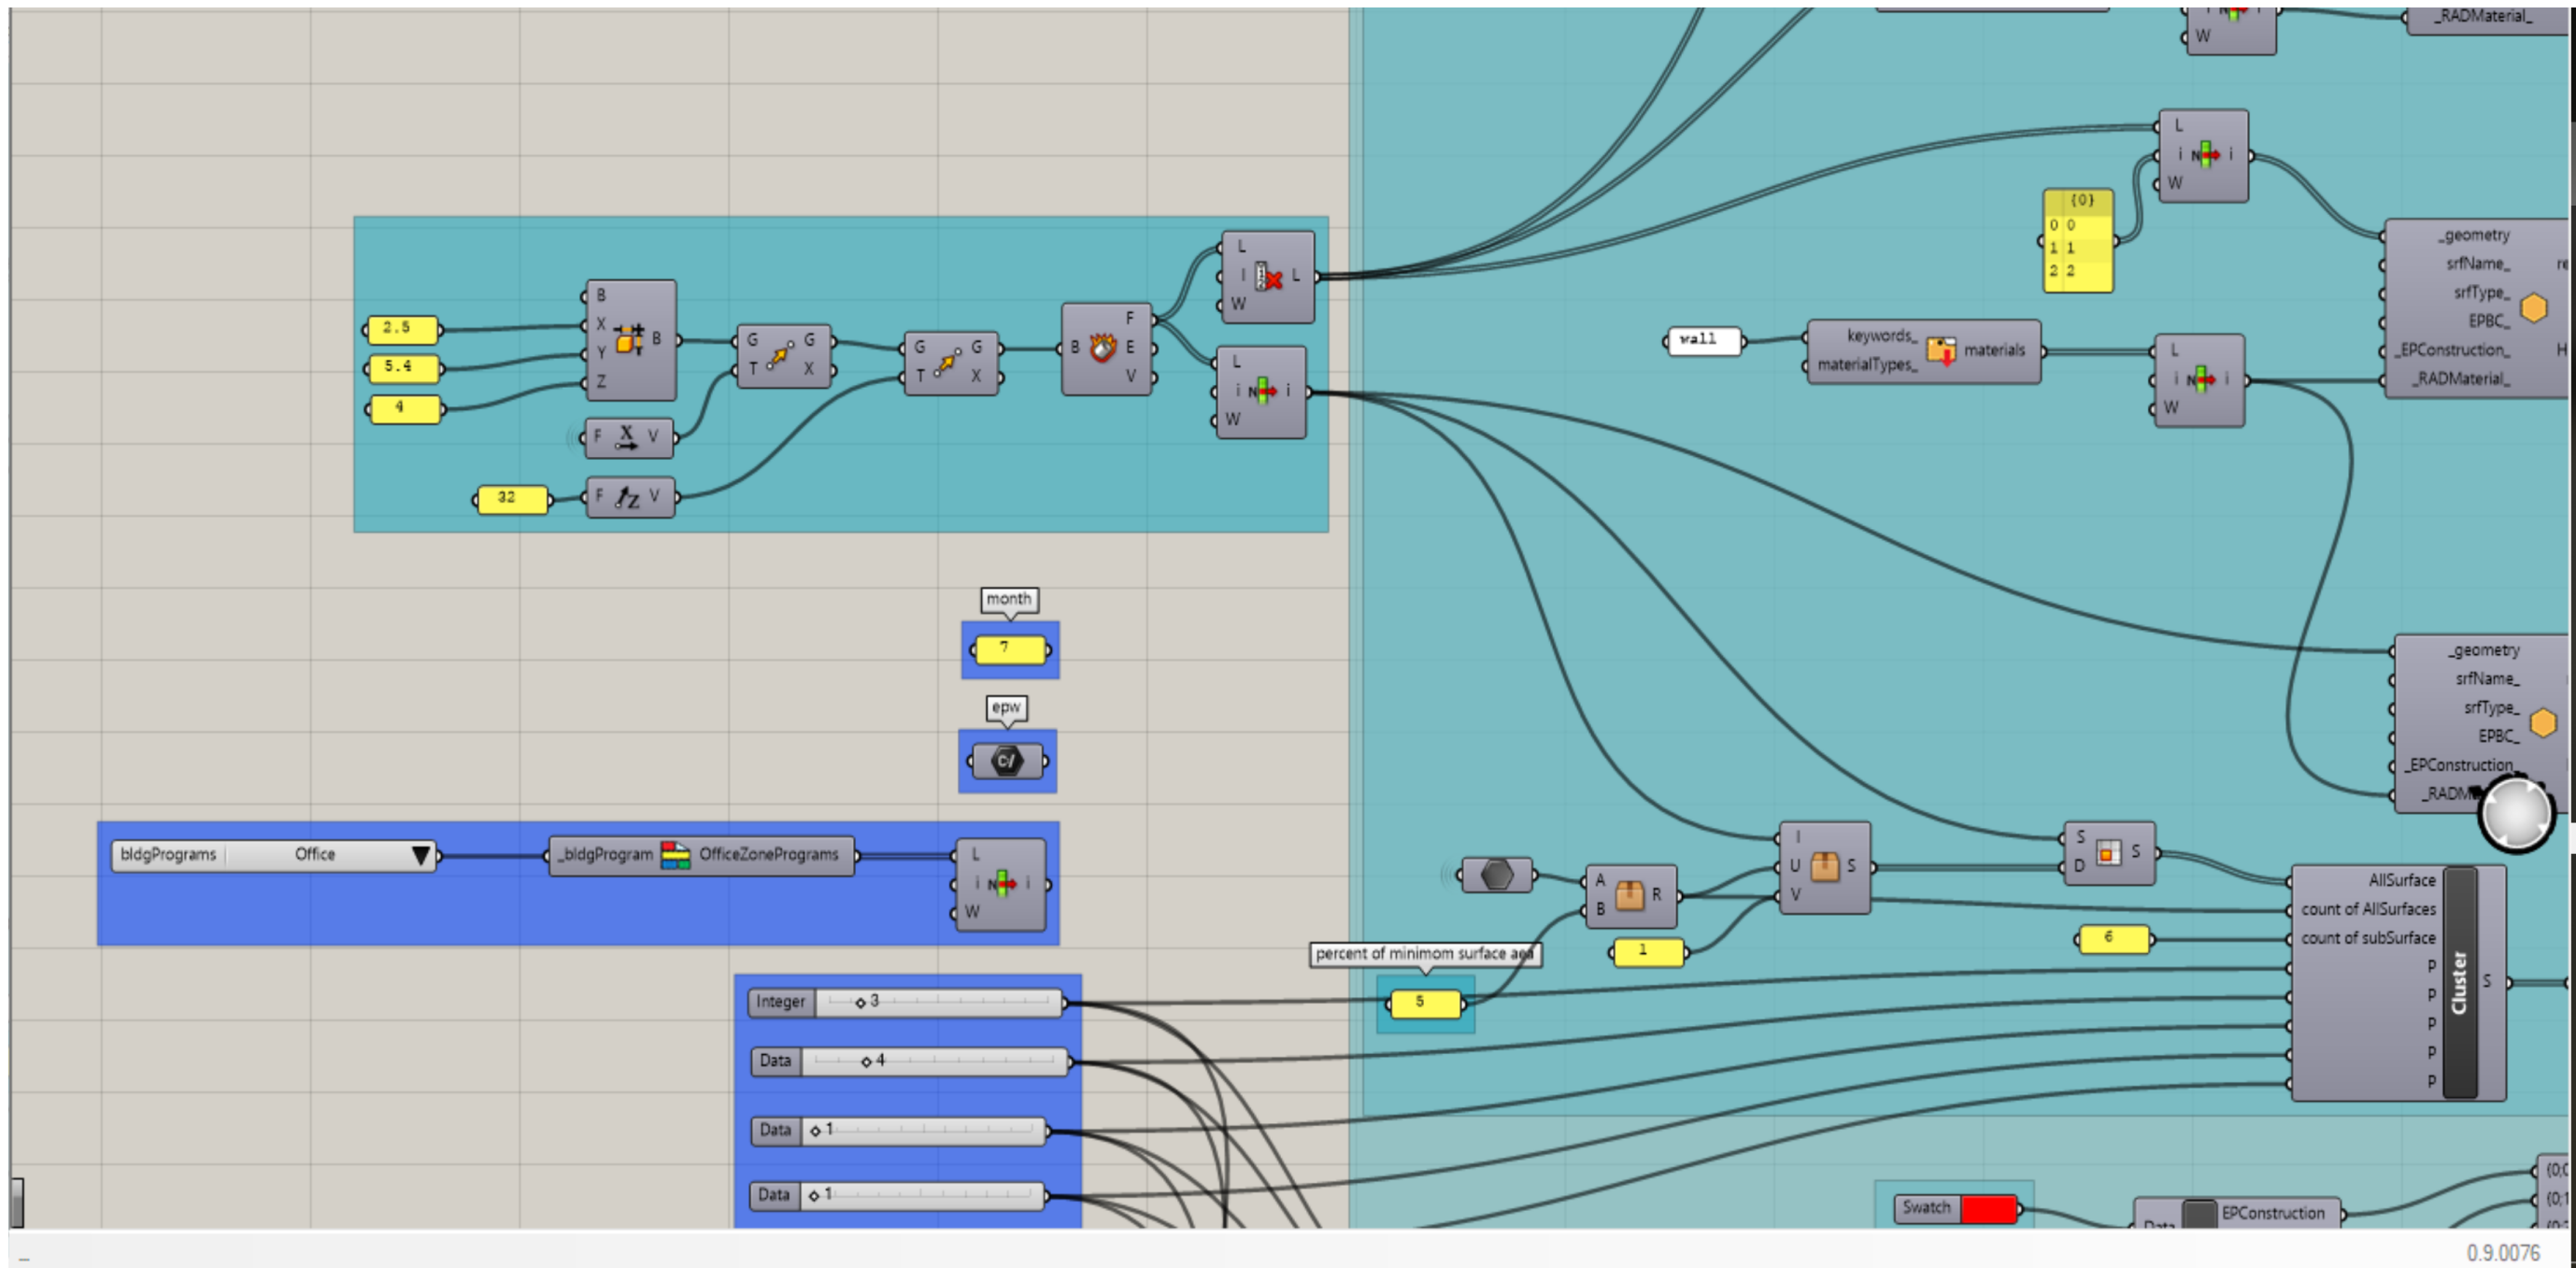 _RADMaterial_
W
L
i N i
W
{0}
0 0
1 1
2 2
_geometry
srfName_
srfType_
EPBC_
_EPConstruction_
_RADMaterial_
wall
keywords_
materialTypes_
materials
L
i N i
W
2.5
5.4
4
B
X
Y
Z
B
G G
T X
G G
T X
F X V
32
F Z V
B
F
E
V
L
I L
W
L
i N i
W
month
7
epw
C/
bldgPrograms Office
_bldgProgram OfficeZonePrograms
L
i N i
W
_geometry
srfName_
srfType_
EPBC_
_EPConstruction_
A
B
R
I
U S
V
S
D
S
1
percent of minimom surface aea
5
6
AllSurface
count of AllSurfaces
count of subSurface
P
P
P
P
P
Cluster
S
Integer 3
Data 4
Data 1
Data 1
Swatch
Data
EPConstruction
0.9.0076